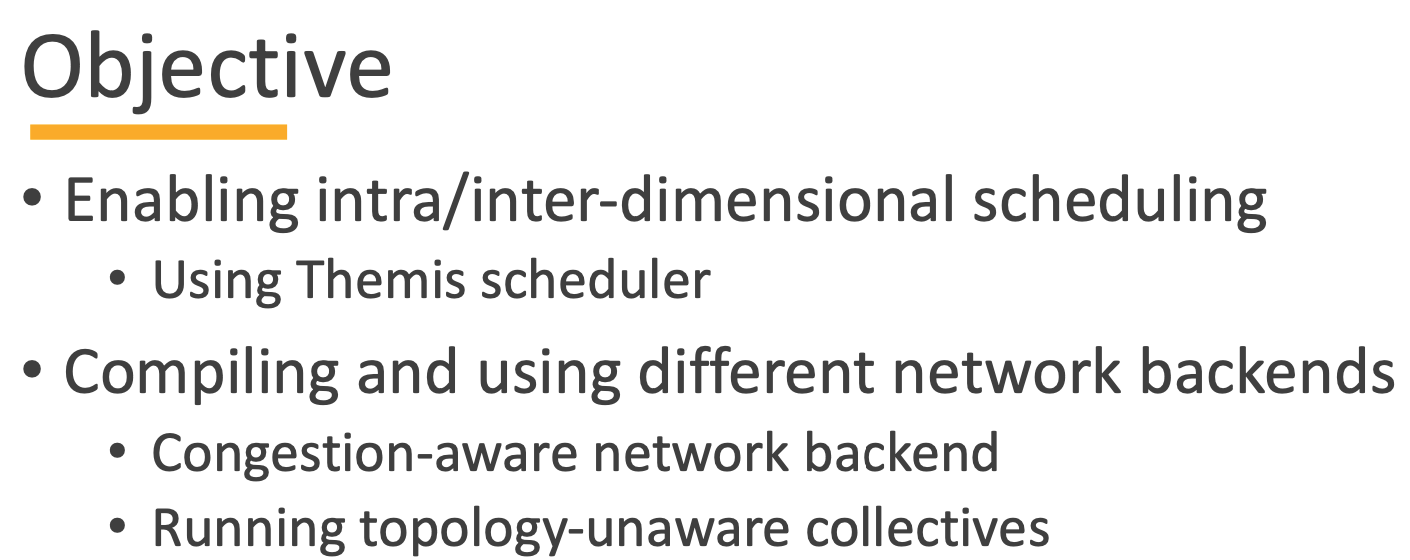 Objective
• Enabling intra/inter-dimensional scheduling
• Using Themis scheduler
• Compiling and using different network backends
• Congestion-aware network backend
• Running topology-unaware collectives